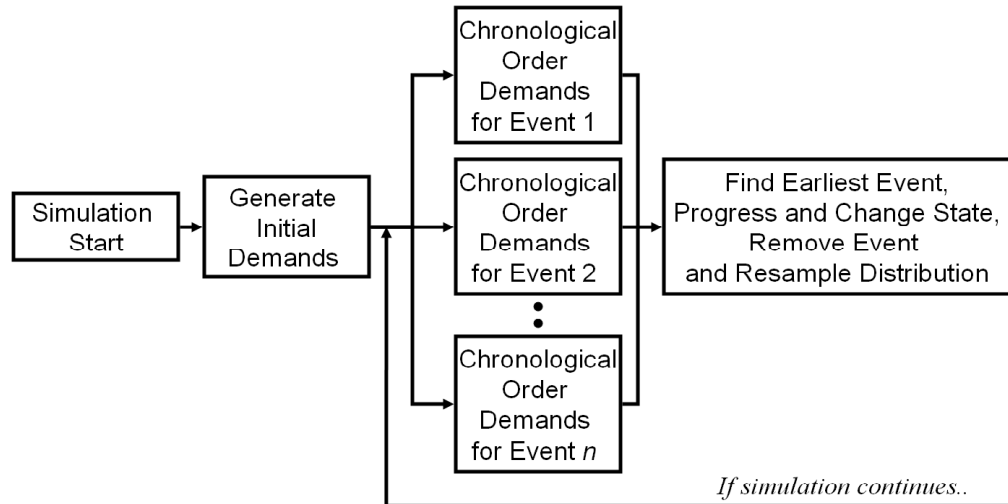 Simulation
Start
Generate
Initial
Demands
Chronological
Order
Demands
for Event 1
Chronological
Order
Demands
for Event 2
Chronological
Order
Demands
for Event n
Find Earliest Event,
Progress and Change State,
Remove Event
and Resample Distribution
If simulation continues..